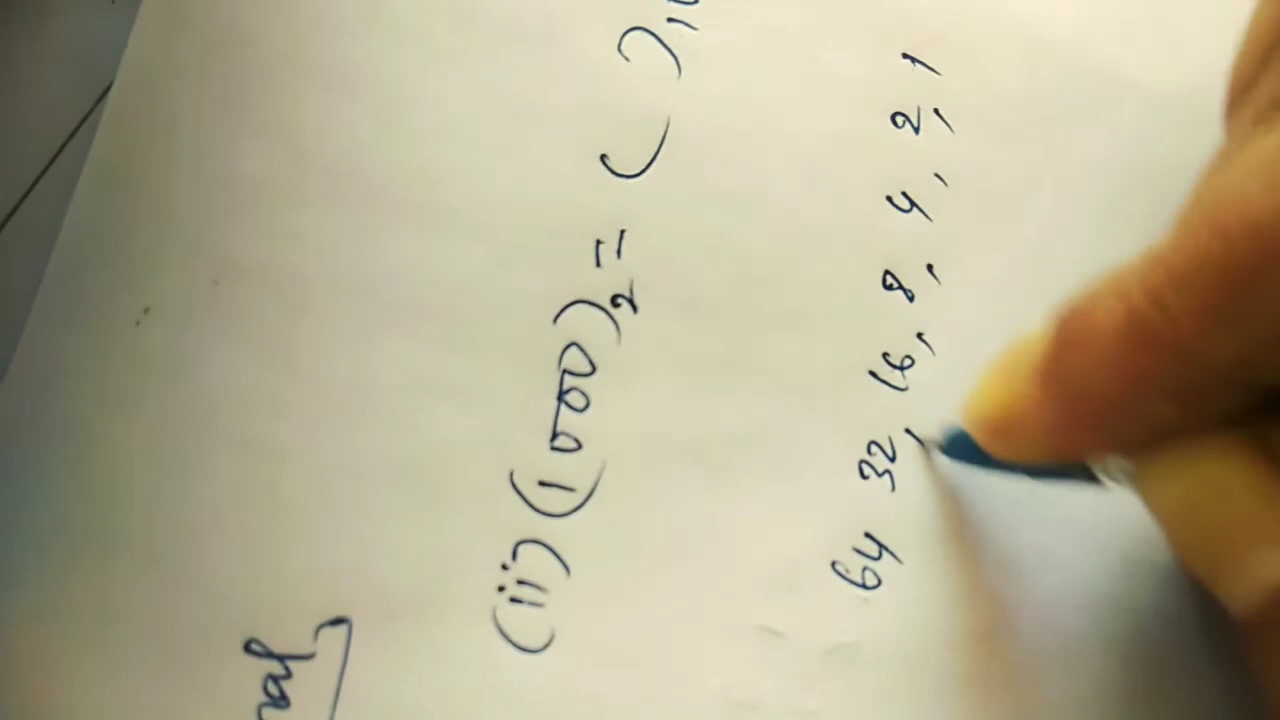 (ii) (1000)₂ = ( )₁₀
64 32, 16, 8, 4, 2, 1